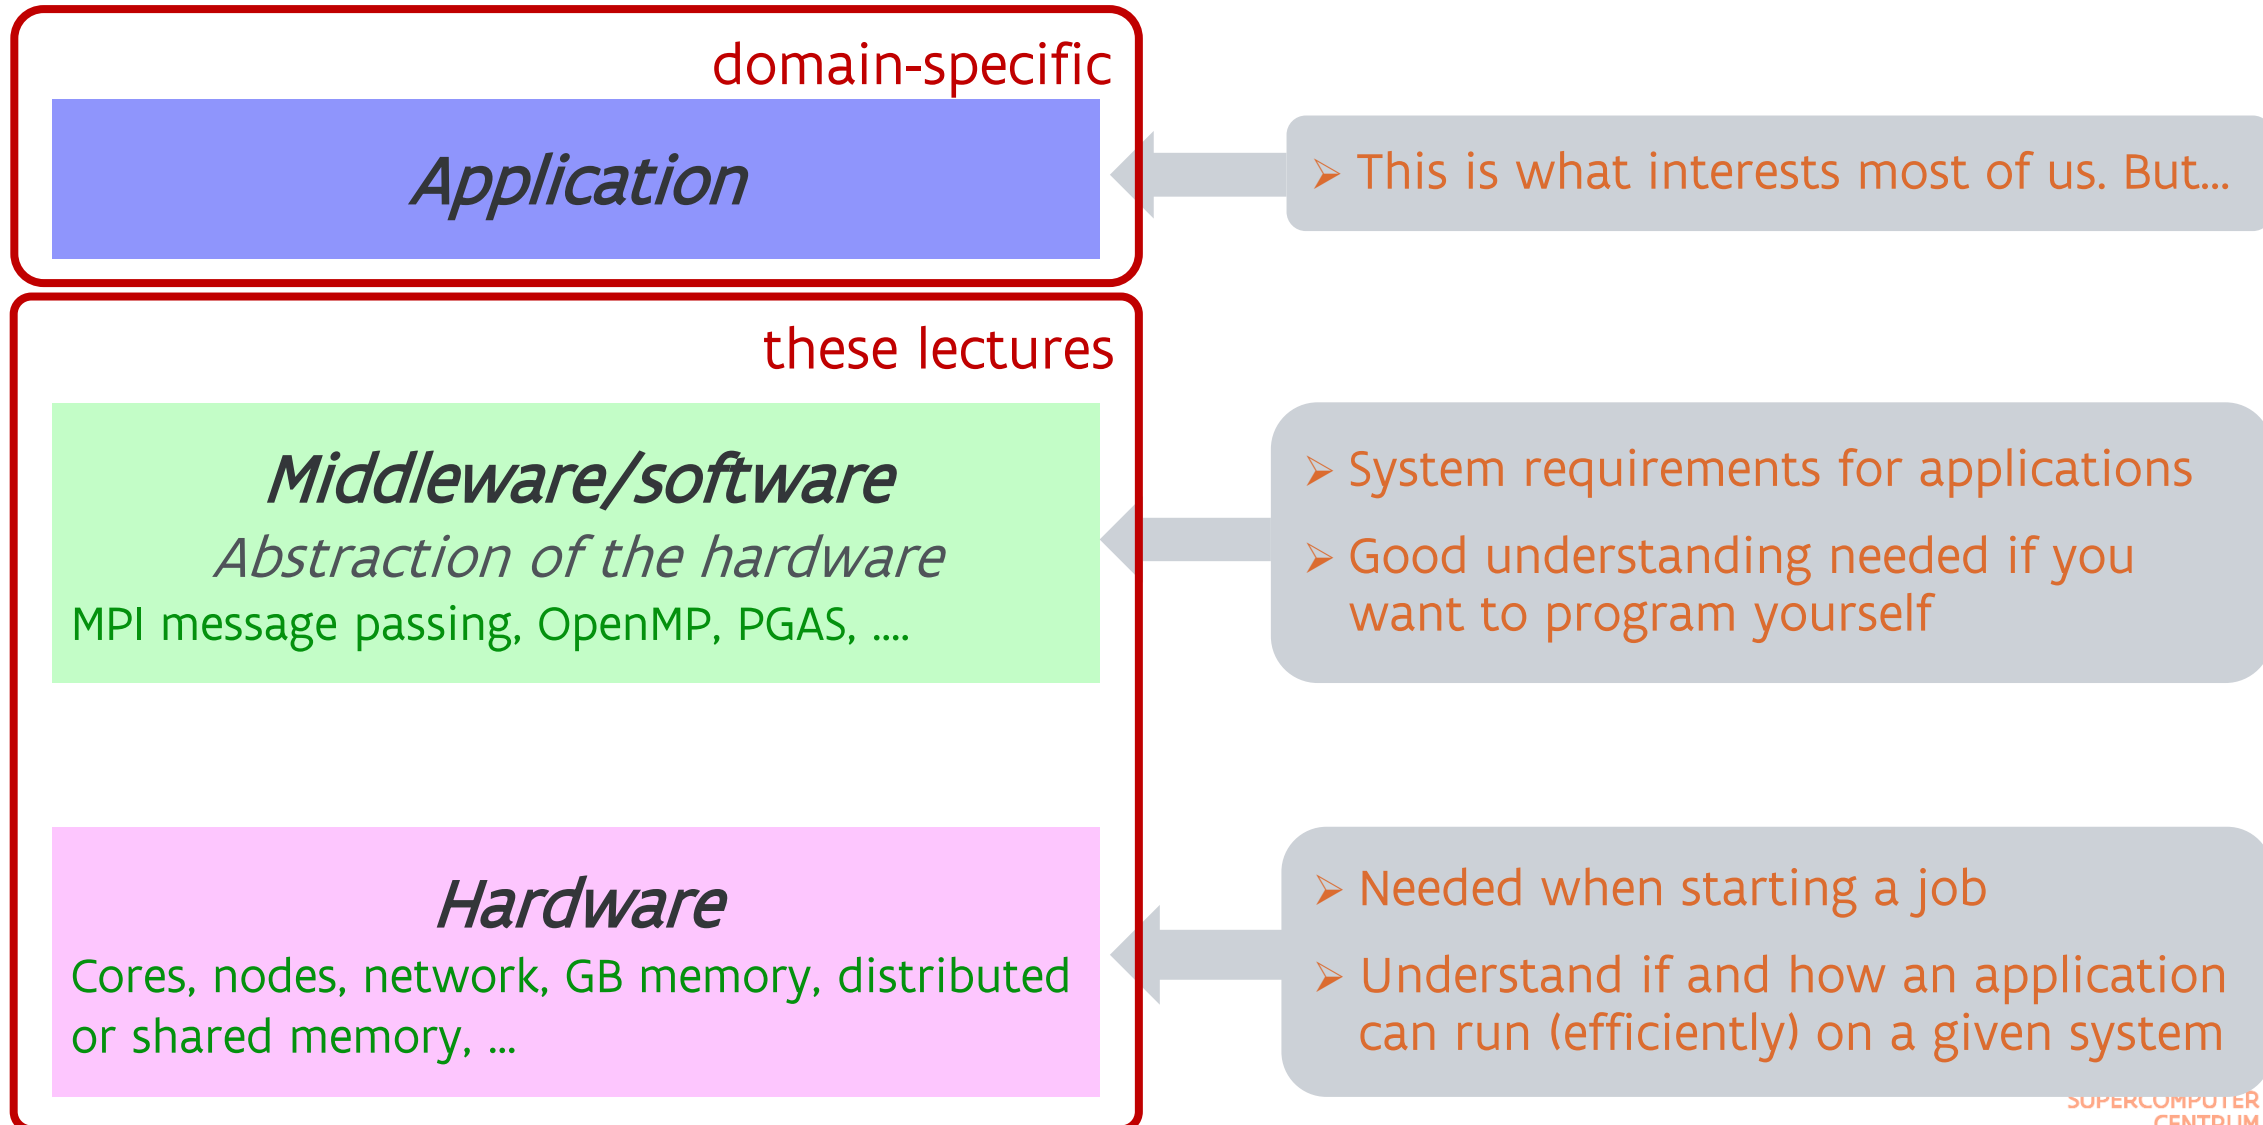 domain-specific
Application
➢ This is what interests most of us. But…
these lectures
Middleware/software
Abstraction of the hardware
MPI message passing, OpenMP, PGAS, ….
➢ System requirements for applications
➢ Good understanding needed if you
want to program yourself
Hardware
Cores, nodes, network, GB memory, distributed
or shared memory, …
➢ Needed when starting a job
➢ Understand if and how an application
can run (efficiently) on a given system
SUPERCOMPUTER
CENTRUM